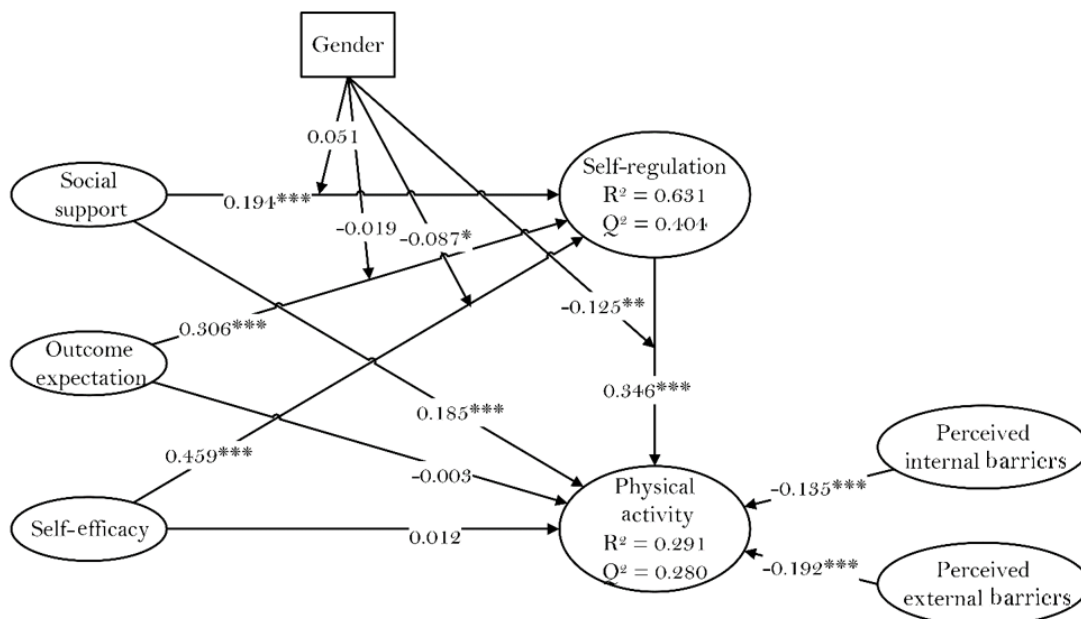 Gender
0.051
Social
support
0.194***
Self-regulation
R² = 0.631
Q² = 0.404
-0.019
-0.087*
-0.125**
0.306***
Outcome
expectation
0.346***
0.185***
Perceived
internal barriers
0.459***
-0.003
-0.135***
Physical
activity
R² = 0.291
Q² = 0.280
Self-efficacy
0.012
-0.192***
Perceived
external barriers